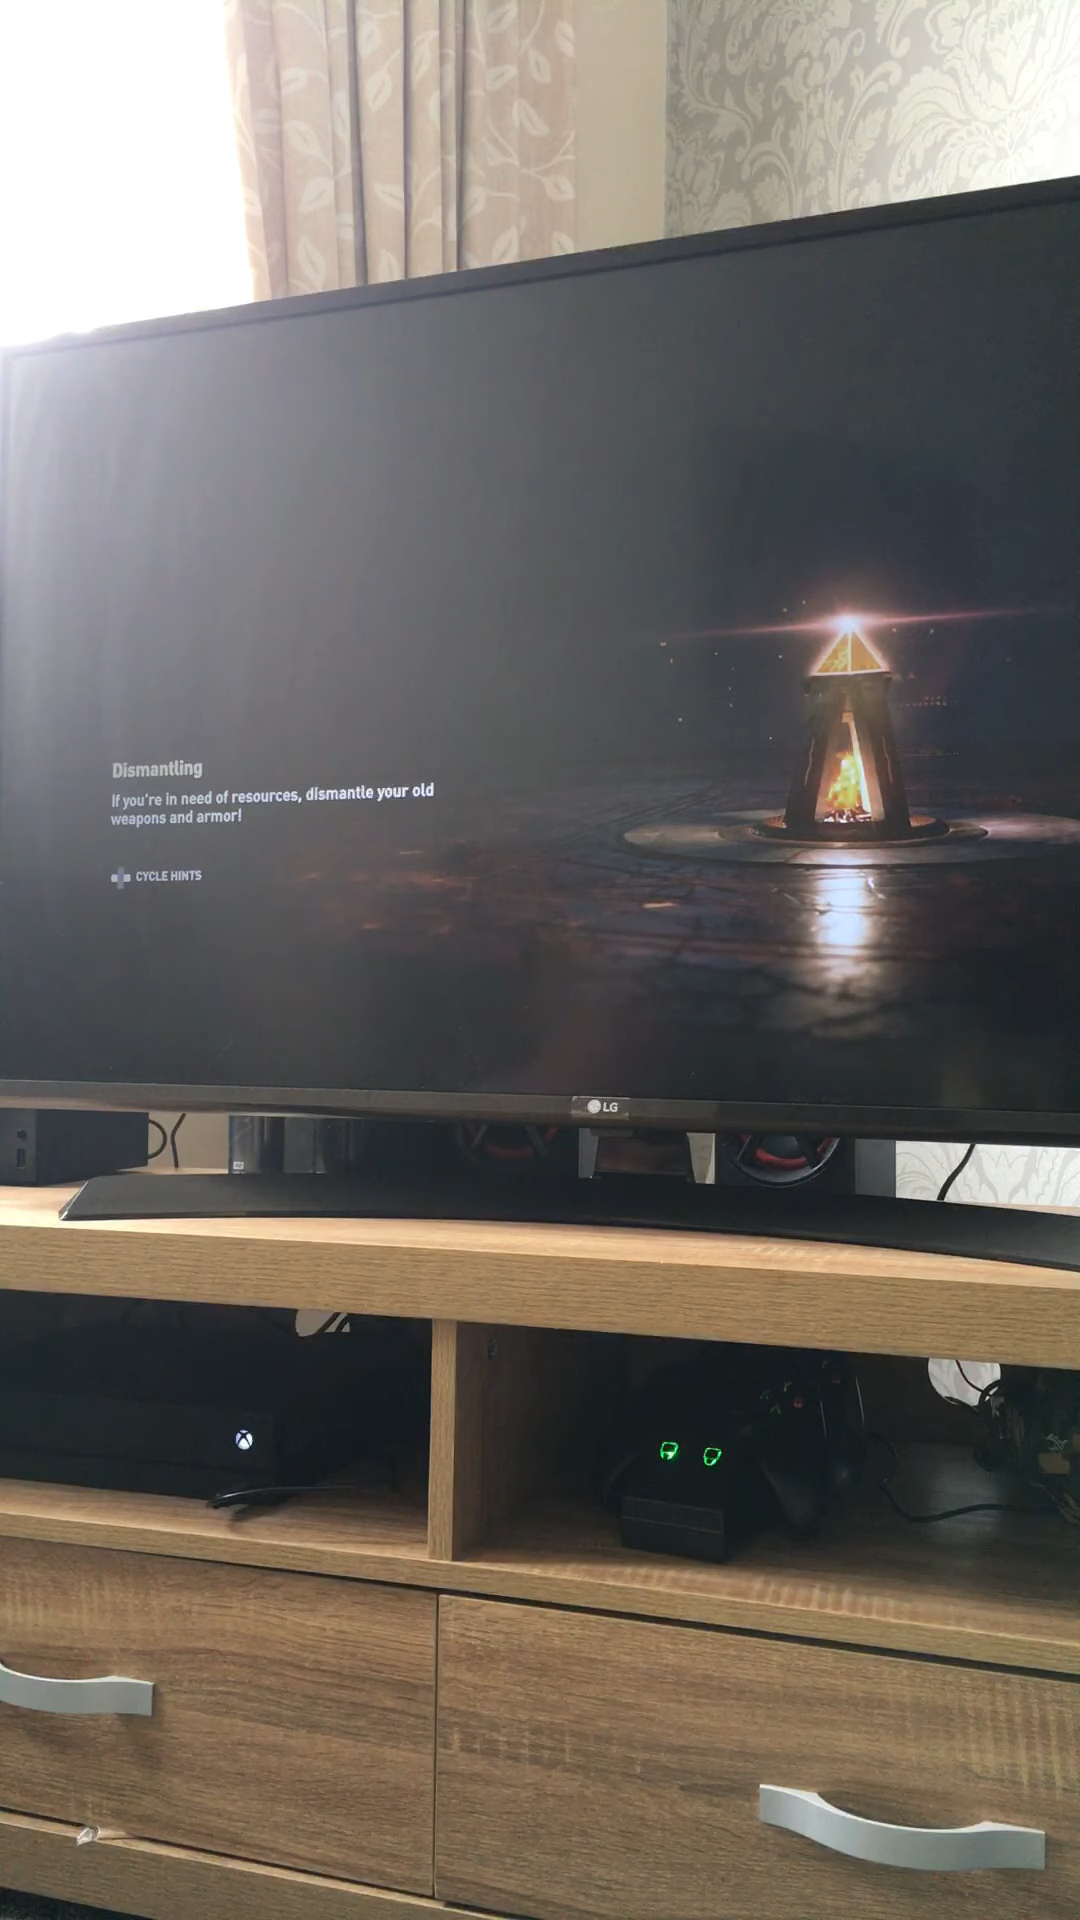 Dismantling
If you're in need of resources, dismantle your old
weapons and armor!
CYCLE HINTS
LG